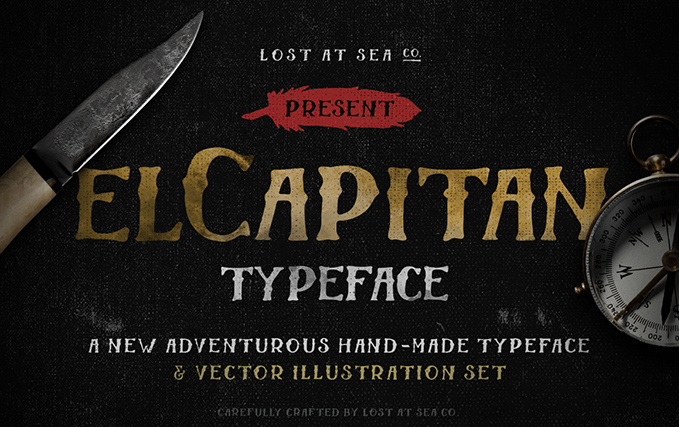 LOST AT SEA CO.
PRESENT
ELCAPITAN
TYPEFACE
A NEW ADVENTUROUS HAND-MADE TYPEFACE
& VECTOR ILLUSTRATION SET
CAREFULLY CRAFTED BY LOST AT SEA CO.
N
W
NW